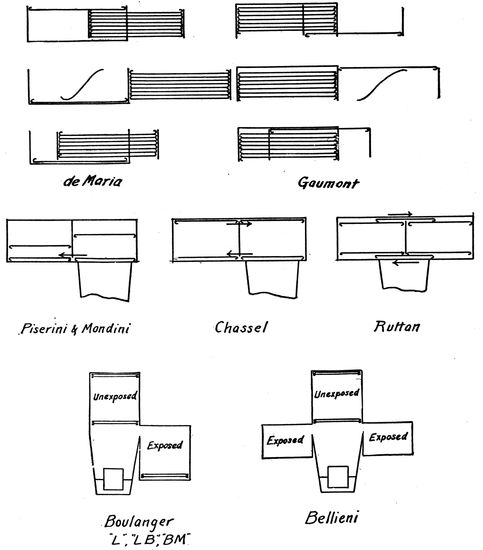 de Maria
Gaumont
Piserini & Mondini
Chassel
Ruttan
Unexposed
Exposed
Unexposed
Exposed
Exposed
Boulanger
"L", "LB", "BM"
Bellieni